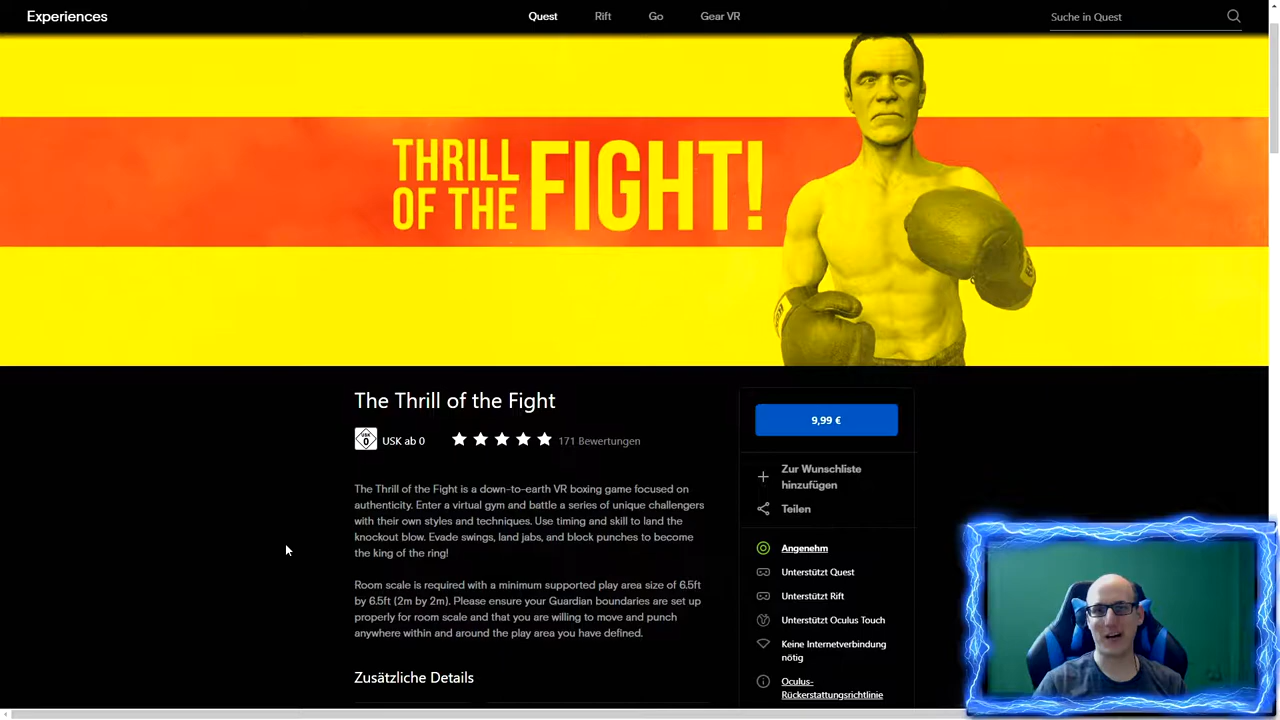 Experiences
Quest
Rift
Go
Gear VR
Suche in Quest
THRILL
OF THE
FIGHT!
The Thrill of the Fight
USK
0
USK ab 0
171 Bewertungen
The Thrill of the Fight is a down-to-earth VR boxing game focused on
authenticity. Enter a virtual gym and battle a series of unique challengers
with their own styles and techniques. Use timing and skill to land the
knockout blow. Evade swings, land jabs, and block punches to become
the king of the ring!
Room scale is required with a minimum supported play area size of 6.5ft
by 6.5ft (2m by 2m). Please ensure your Guardian boundaries are set up
properly for room scale and that you are willing to move and punch
anywhere within and around the play area you have defined.
Zusätzliche Details
9,99 €
Zur Wunschliste
hinzufügen
Teilen
Angenehm
Unterstützt Quest
Unterstützt Rift
Unterstützt Oculus Touch
Keine Internetverbindung
nötig
Oculus-
Rückerstattungsrichtlinie